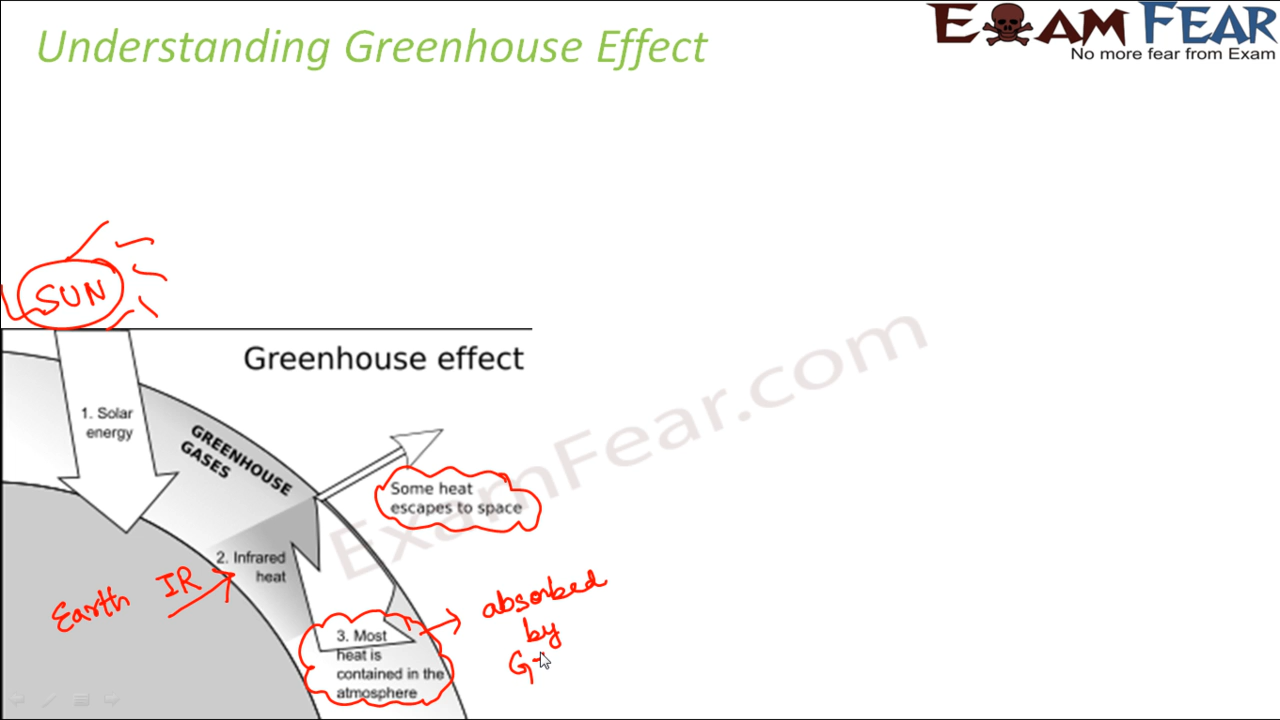 Understanding Greenhouse Effect
EXAM FEAR
No more fear from Exam
SUN
Greenhouse effect
1. Solar
energy
GREENHOUSE
GASES
Some heat
escapes to space
ExamFear.com
2. Infrared
heat
Earth IR
absorbed
by
G
3. Most
heat is
contained in the
atmosphere